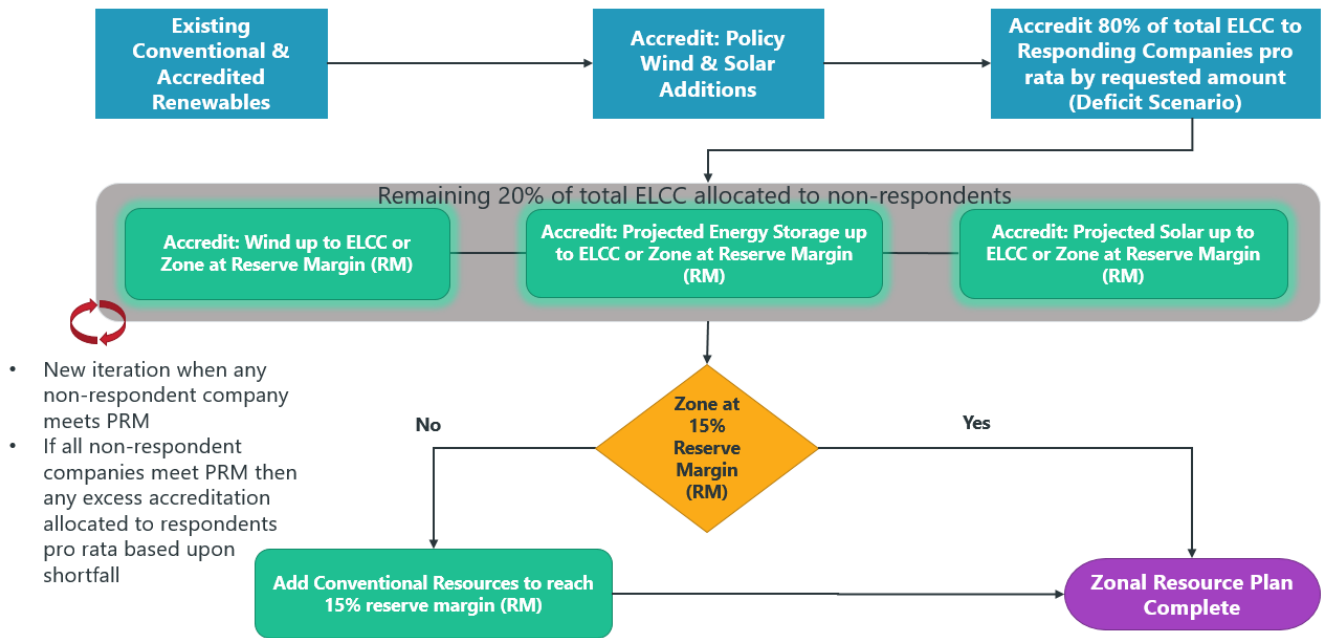 Existing
Conventional &
Accredited
Renewables
Accredit: Policy
Wind & Solar
Additions
Accredit 80% of total ELCC to
Responding Companies pro
rata by requested amount
(Deficit Scenario)
Remaining 20% of total ELCC allocated to non-respondents
Accredit: Wind up to ELCC or
Zone at Reserve Margin (RM)
Accredit: Projected Energy Storage up
to ELCC or Zone at Reserve Margin
(RM)
Accredit: Projected Solar up to
ELCC or Zone at Reserve Margin
(RM)
• New iteration when any
non-respondent company
meets PRM
• If all non-respondent
companies meet PRM then
any excess accreditation
allocated to respondents
pro rata based upon
shortfall
No
Zone at
15%
Reserve
Margin
(RM)
Yes
Add Conventional Resources to reach
15% reserve margin (RM)
Zonal Resource Plan
Complete